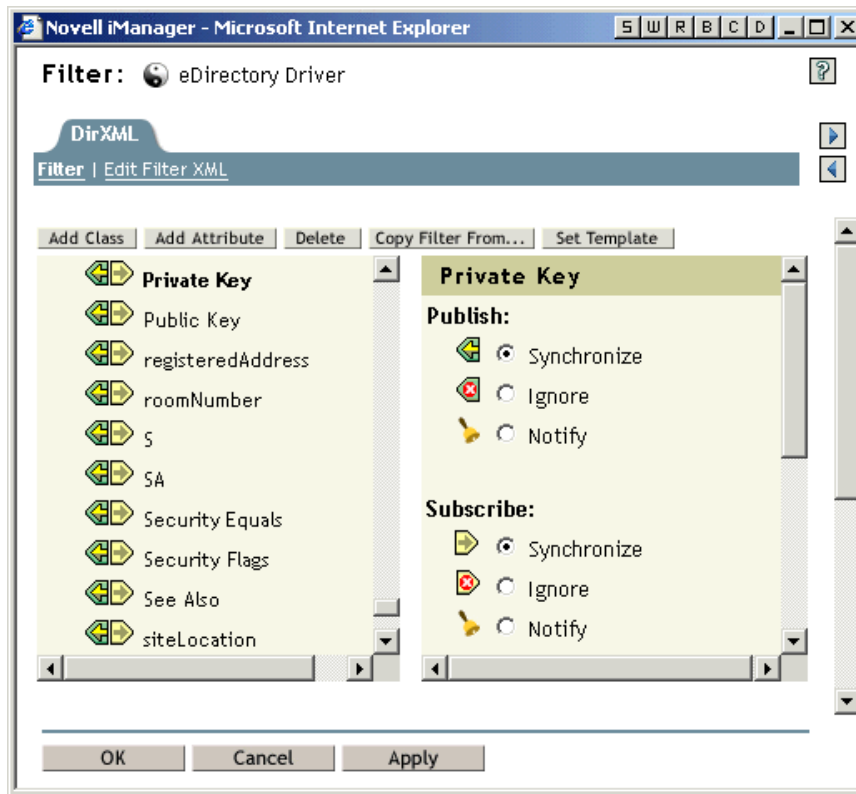 Novell iManager - Microsoft Internet Explorer S W R B C D
Filter: eDirectory Driver
DirXML
Filter | Edit Filter XML
Add Class Add Attribute Delete Copy Filter From... Set Template
Private Key
Public Key
registeredAddress
roomNumber
S
SA
Security Equals
Security Flags
See Also
siteLocation
Private Key
Publish:
Synchronize
Ignore
Notify
Subscribe:
Synchronize
Ignore
Notify
OK Cancel Apply